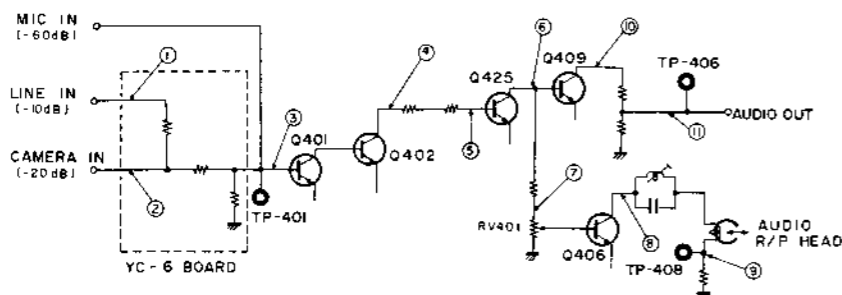 MIC IN
(-60dB)
①
LINE IN
(-10dB)
CAMERA IN
(-20dB)
②
YC-6 BOARD
③
TP-401
Q401
Q402
④
⑤
Q425
⑥
Q409
⑩
TP-406
AUDIO OUT
⑪
⑦
RV401
Q406
⑧
AUDIO
R/P HEAD
TP-408
⑨